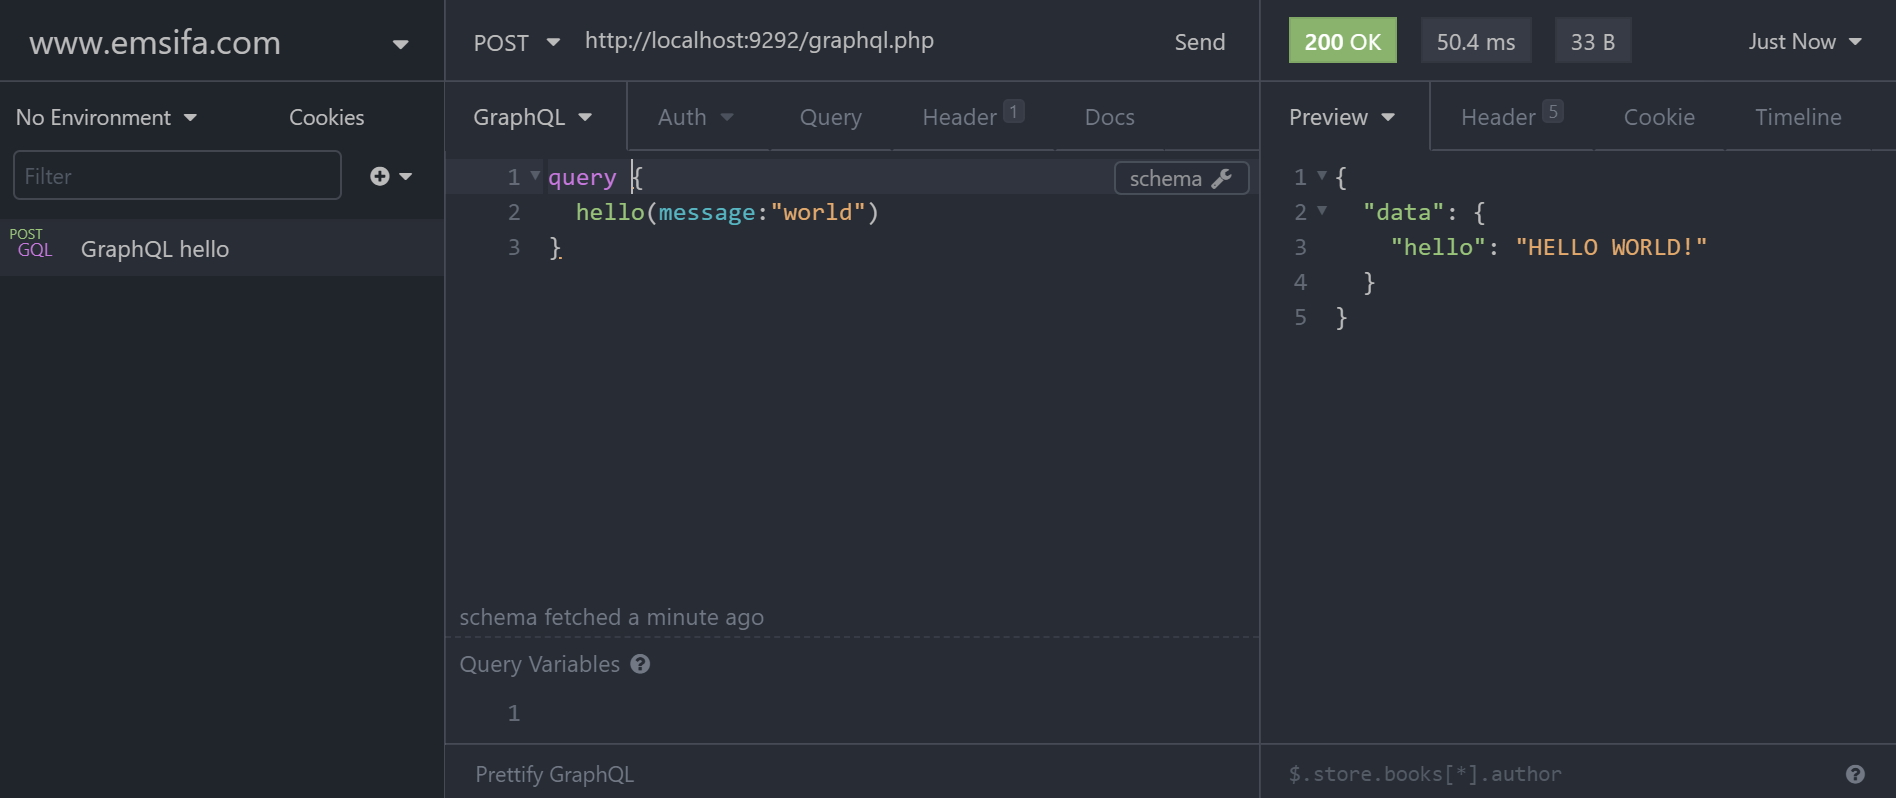 www.emsifa.com
No Environment
Cookies
Filter
POST
GQL
GraphQL hello
POST
http://localhost:9292/graphql.php
Send
GraphQL
Auth
Query
Header 1
Docs
1 query {
schema
2 hello(message:"world")
3 }
schema fetched a minute ago
Query Variables ?
1
Prettify GraphQL
200 OK
50.4 ms
33 B
Just Now
Preview
Header 5
Cookie
Timeline
1 {
2 "data": {
3 "hello": "HELLO WORLD!"
4 }
5 }
$.store.books[*].author
?